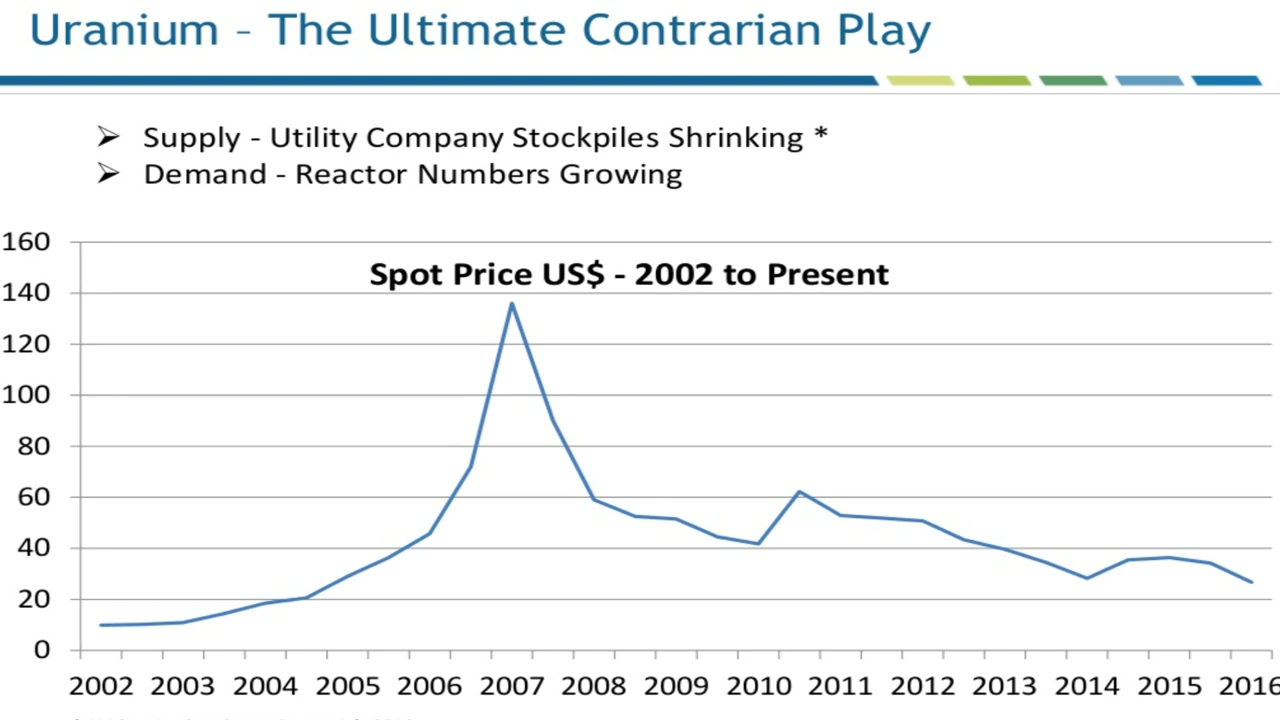 Uranium – The Ultimate Contrarian Play
➢ Supply - Utility Company Stockpiles Shrinking *
➢ Demand - Reactor Numbers Growing
Spot Price US$ - 2002 to Present
160
140
120
100
80
60
40
20
0
2002 2003 2004 2005 2006 2007 2008 2009 2010 2011 2012 2013 2014 2015 2016